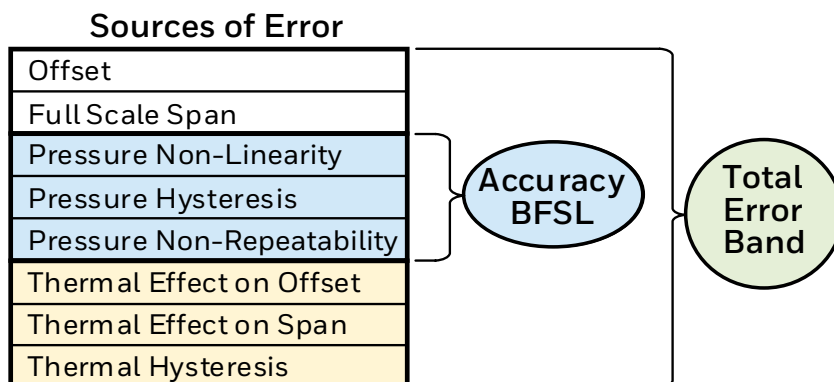 Sources of Error
Offset
Full Scale Span
Pressure Non-Linearity
Pressure Hysteresis
Pressure Non-Repeatability
Thermal Effect on Offset
Thermal Effect on Span
Thermal Hysteresis
Accuracy
BFSL
Total
Error
Band